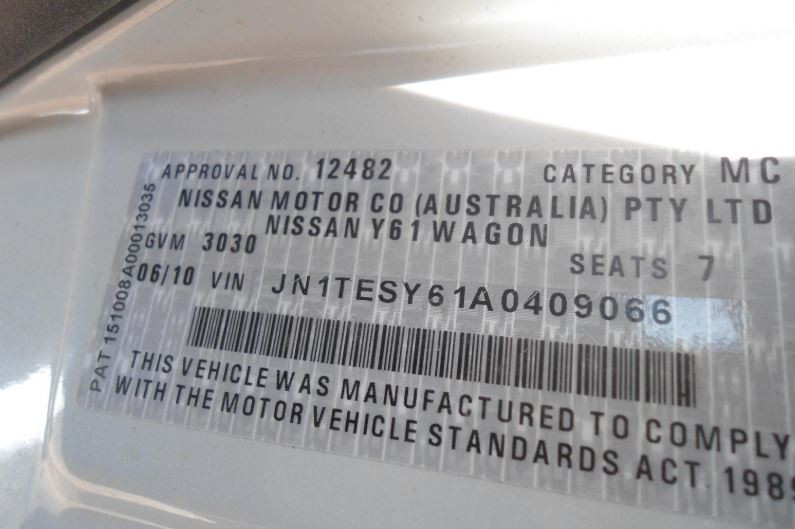 APPROVAL NO. 12482 CATEGORY MC
NISSAN MOTOR CO (AUSTRALIA) PTY LTD
NISSAN Y61 WAGON
GVM 3030 SEATS 7
06/10 VIN JN1TESY61A0409066
THIS VEHICLE WAS MANUFACTURED TO COMPLY
WITH THE MOTOR VEHICLE STANDARDS ACT 1989
PAT 151008A00013035